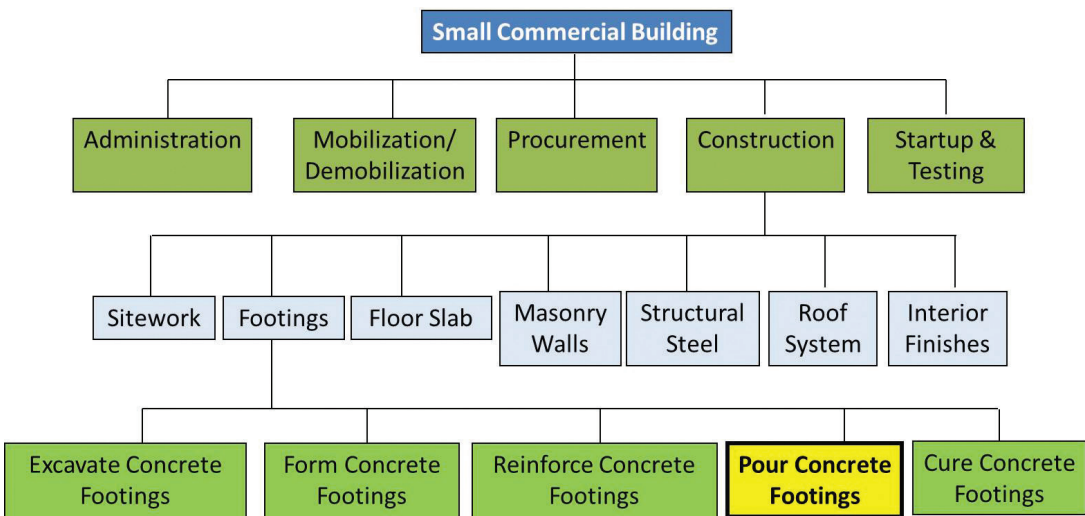 Small Commercial Building
Administration
Mobilization/
Demobilization
Procurement
Construction
Startup &
Testing
Sitework
Footings
Floor Slab
Masonry
Walls
Structural
Steel
Roof
System
Interior
Finishes
Excavate Concrete
Footings
Form Concrete
Footings
Reinforce Concrete
Footings
Pour Concrete
Footings
Cure Concrete
Footings